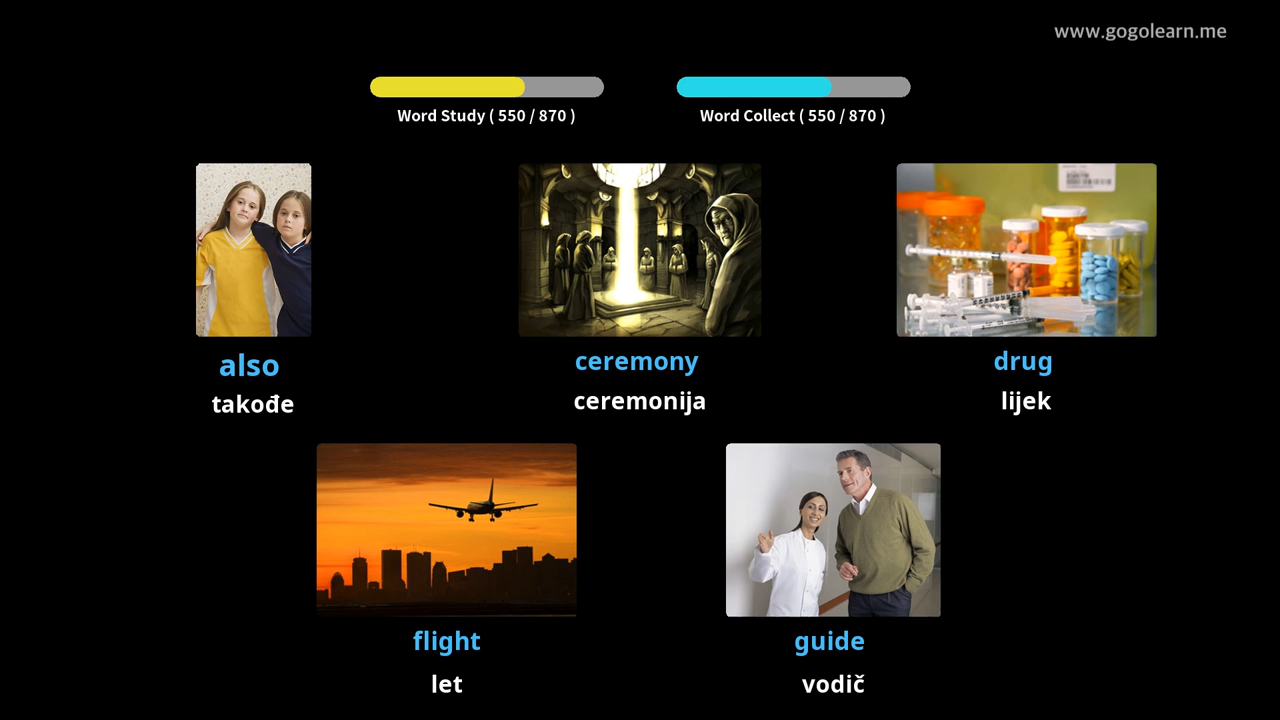 www.gogolearn.me
Word Study ( 550 / 870 )
Word Collect ( 550 / 870 )
also
takođe
ceremony
ceremonija
drug
lijek
flight
let
guide
vodič